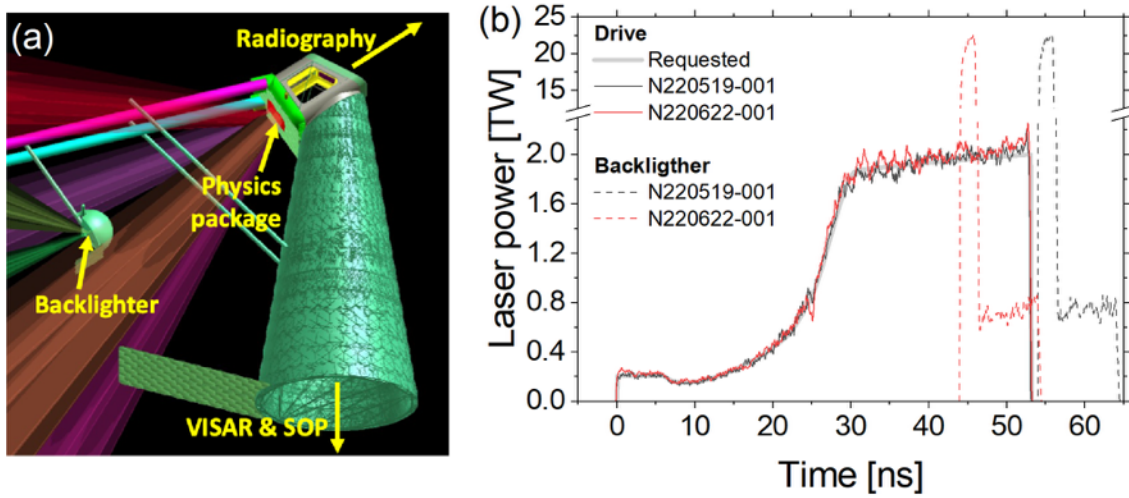 (a)
Radiography
Physics
package
Backlighter
VISAR & SOP
(b)
Laser power [TW]
25
20
15
2.0
1.6
1.2
0.8
0.4
0.0
Drive
Requested
N220519-001
N220622-001
Backligther
N220519-001
N220622-001
0
10
20
30
40
50
60
Time [ns]